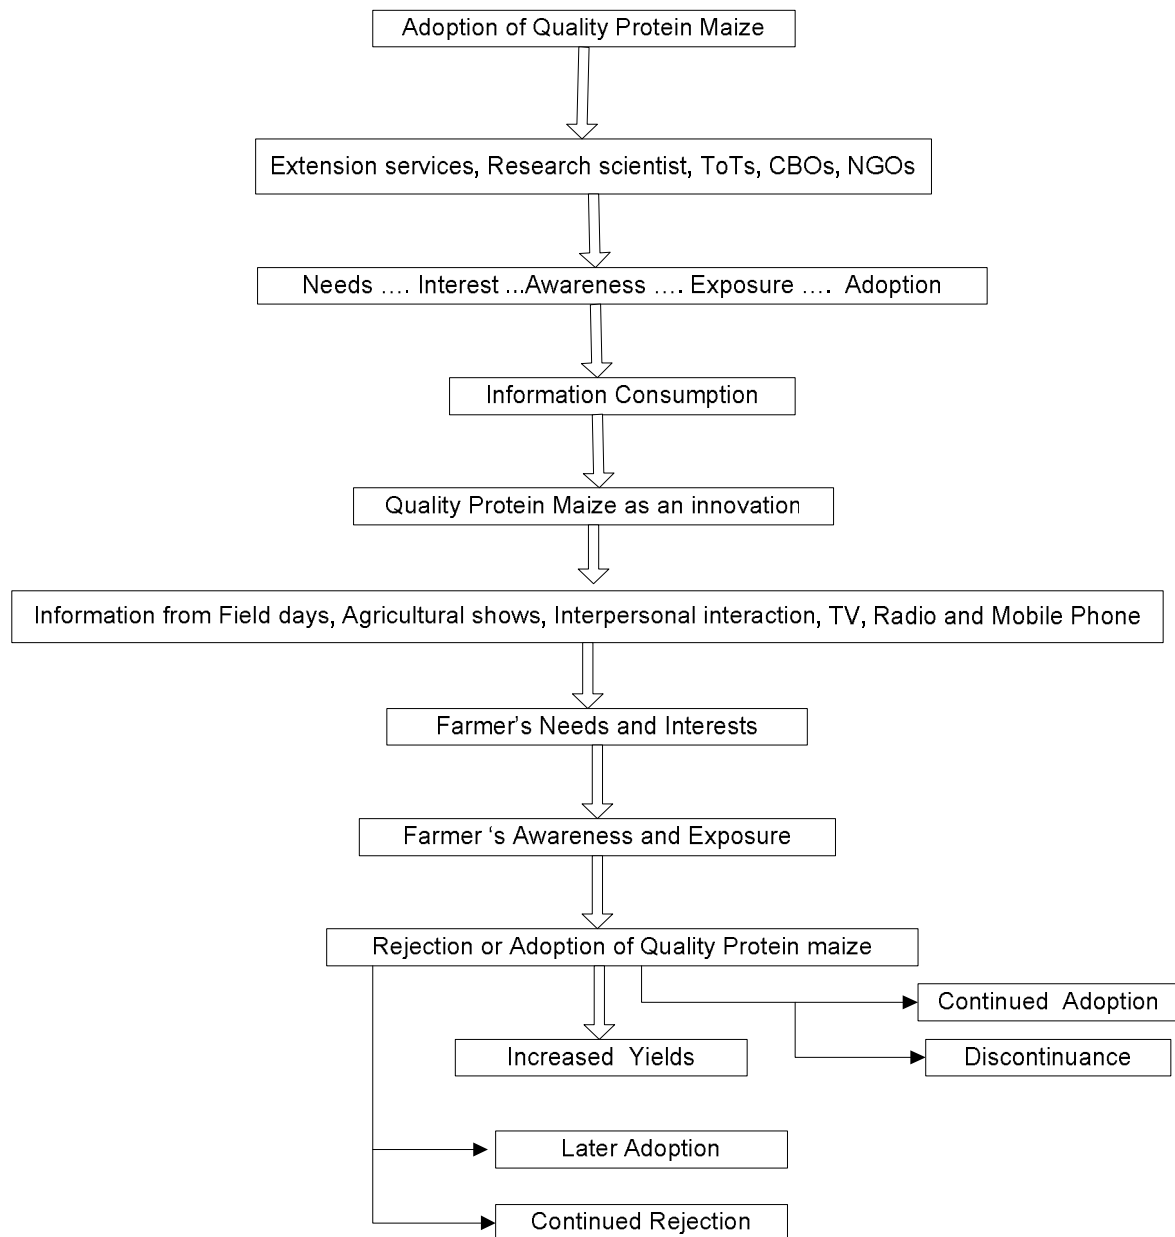 Adoption of Quality Protein Maize
Extension services, Research scientist, ToTs, CBOs, NGOs
Needs .... Interest ...Awareness .... Exposure .... Adoption
Information Consumption
Quality Protein Maize as an innovation
Information from Field days, Agricultural shows, Interpersonal interaction, TV, Radio and Mobile Phone
Farmer's Needs and Interests
Farmer ‘s Awareness and Exposure
Rejection or Adoption of Quality Protein maize
Continued Adoption
Increased Yields
Discontinuance
Later Adoption
Continued Rejection